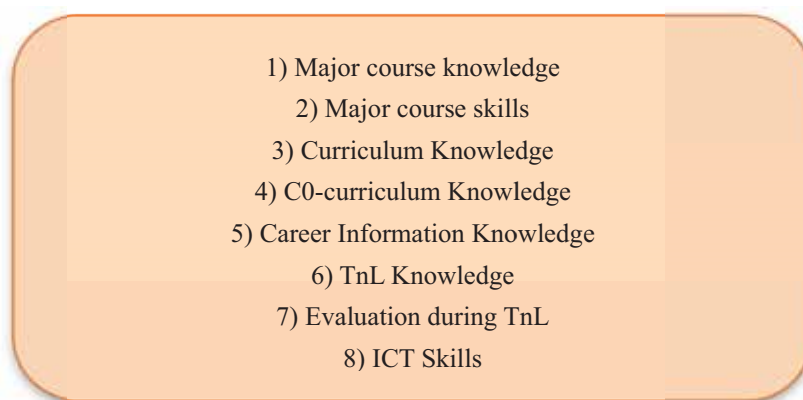 1) Major course knowledge
2) Major course skills
3) Curriculum Knowledge
4) C0-curriculum Knowledge
5) Career Information Knowledge
6) TnL Knowledge
7) Evaluation during TnL
8) ICT Skills